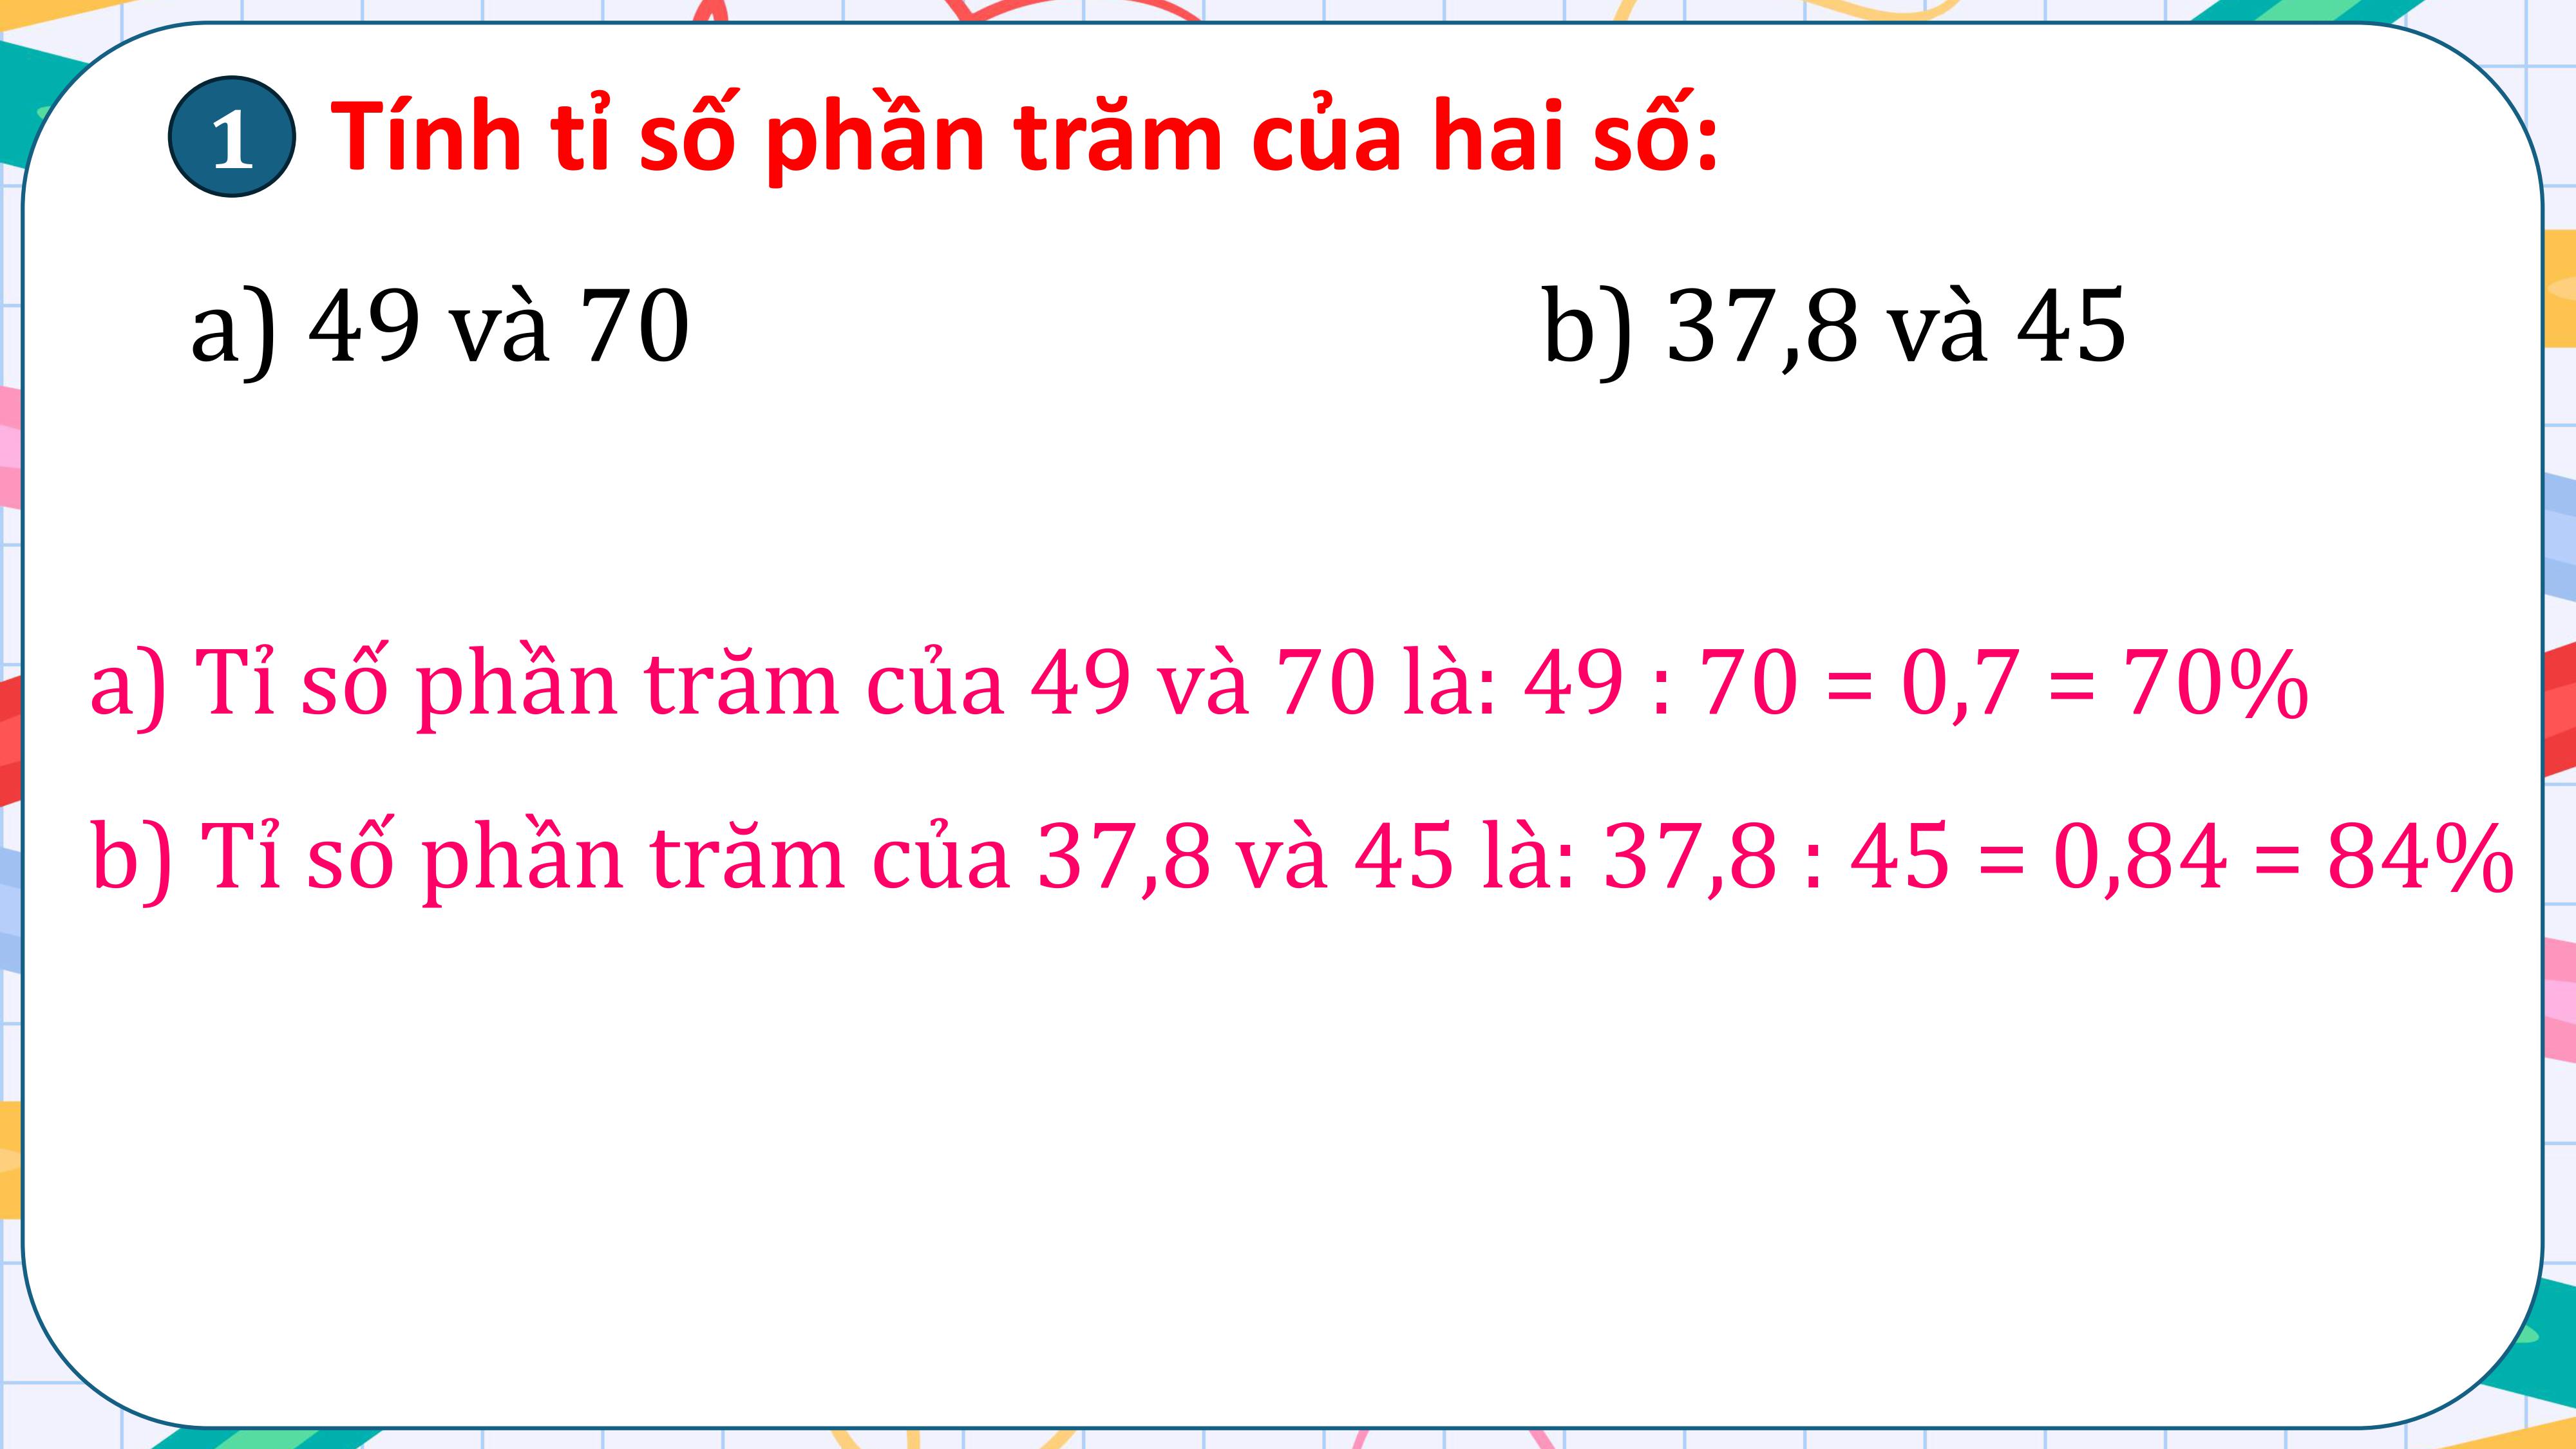 1 Tính tỉ số phần trăm của hai số:
a) 49 và 70 b) 37,8 và 45
a) Tỉ số phần trăm của 49 và 70 là: 49 : 70 = 0,7 = 70%
b) Tỉ số phần trăm của 37,8 và 45 là: 37,8 : 45 = 0,84 = 84%